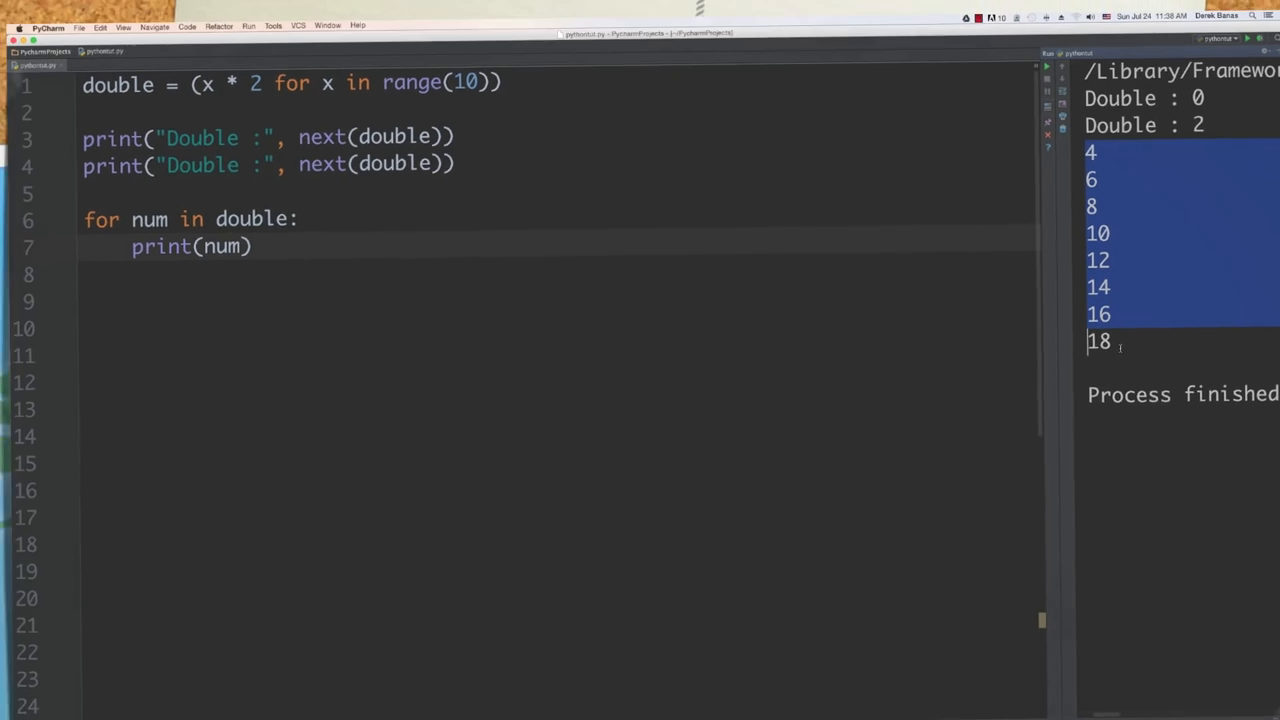 PyCharm File Edit View Navigate Code Refactor Run Tools VCS Window Help
10 Sun Jul 24 11:38 AM Derek Banas
pythontut.py - PycharmProjects - [~/PycharmProjects]
PycharmProjects pythontut.py
pythontut
Run pythontut
pythontut.py
1 double = (x * 2 for x in range(10))
2
3 print("Double :", next(double))
4 print("Double :", next(double))
5
6 for num in double:
7 print(num)
8
9
10
11
12
13
14
15
16
17
18
19
20
21
22
23
24
/Library/Framewor
Double : 0
Double : 2
4
6
8
10
12
14
16
18
Process finished